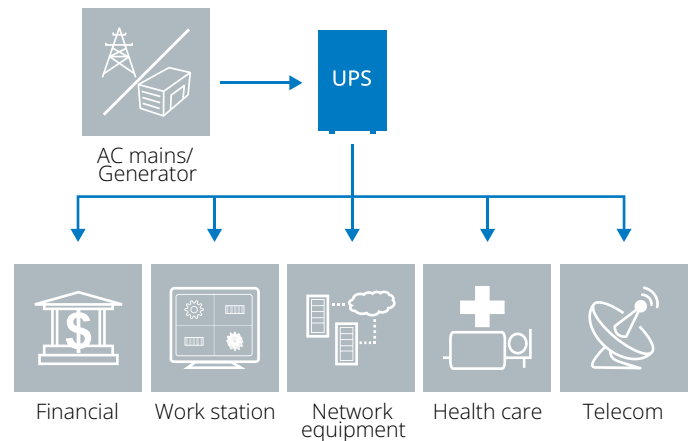 UPS
AC mains/
Generator
$
Financial
Work station
Network
equipment
Health care
Telecom